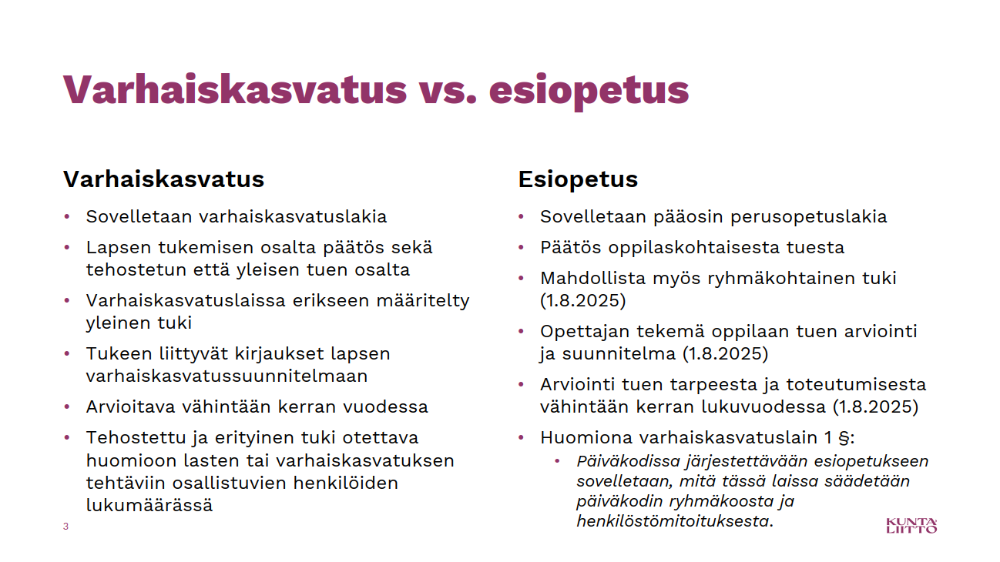 Varhaiskasvatus vs. esiopetus
Varhaiskasvatus
• Sovelletaan varhaiskasvatuslakia
• Lapsen tukemisen osalta päätös sekä
tehostetun että yleisen tuen osalta
• Varhaiskasvatuslaissa erikseen määritelty
yleinen tuki
• Tukeen liittyvät kirjaukset lapsen
varhaiskasvatussuunnitelmaan
• Arvioitava vähintään kerran vuodessa
• Tehostettu ja erityinen tuki otettava
huomioon lasten tai varhaiskasvatuksen
tehtäviin osallistuvien henkilöiden
lukumäärässä
Esiopetus
• Sovelletaan pääosin perusopetuslakia
• Päätös oppilaskohtaisesta tuesta
• Mahdollista myös ryhmäkohtainen tuki
(1.8.2025)
• Opettajan tekemä oppilaan tuen arviointi
ja suunnitelma (1.8.2025)
• Arviointi tuen tarpeesta ja toteutumisesta
vähintään kerran lukuvuodessa (1.8.2025)
• Huomiona varhaiskasvatuslain 1 §:
• Päiväkodissa järjestettävään esiopetukseen
sovelletaan, mitä tässä laissa säädetään
päiväkodin ryhmäkoosta ja
henkilöstömitoituksesta.
3
KUNTA
LIITTO